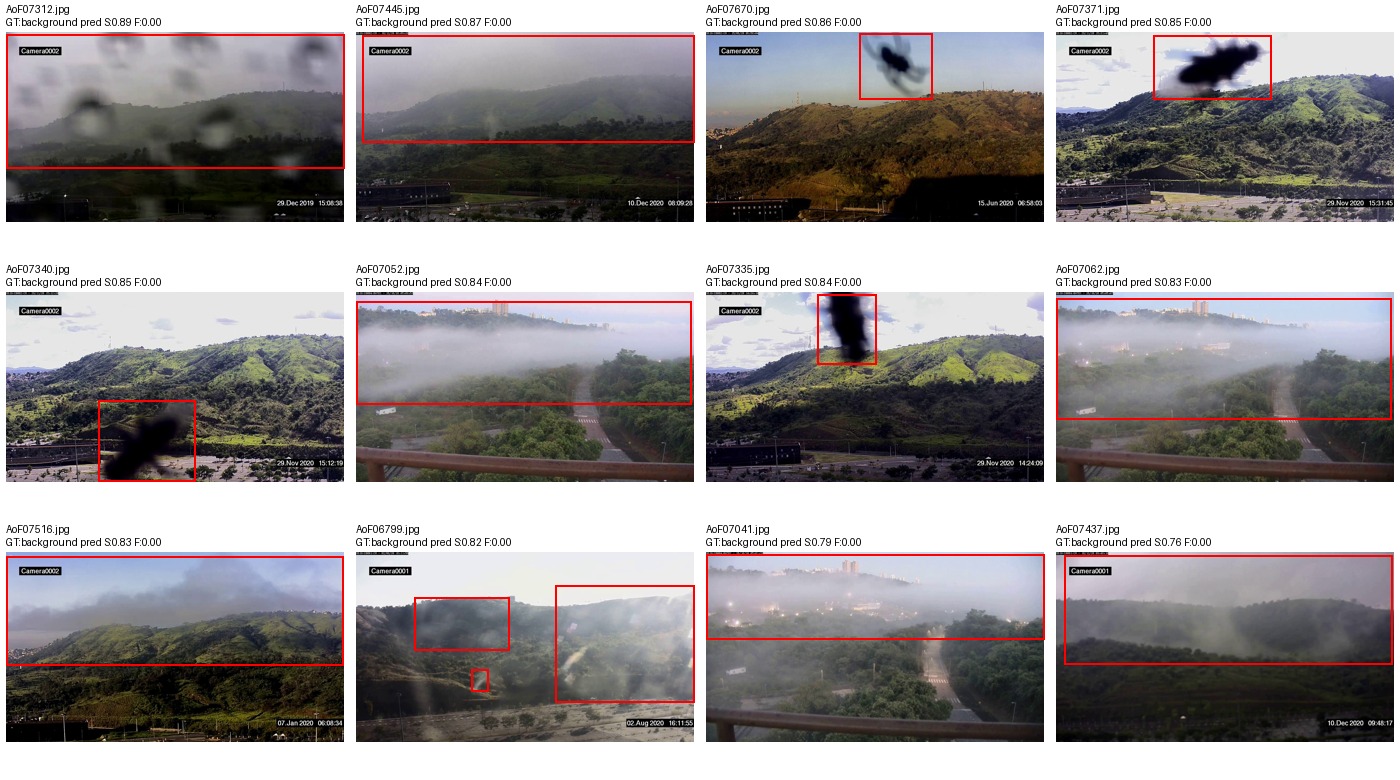 AoF07312.jpg
GT:background pred S:0.89 F:0.00
AoF07445.jpg
GT:background pred S:0.87 F:0.00
AoF07670.jpg
GT:background pred S:0.86 F:0.00
AoF07371.jpg
GT:background pred S:0.85 F:0.00
Camera0002
29.Dec 2019 15:08:38
Camera0002
10.Dec 2020 08:09:28
Camera0002
15.Jun 2020 06:58:03
Camera0002
29.Nov 2020 15:31:45
AoF07340.jpg
GT:background pred S:0.85 F:0.00
AoF07052.jpg
GT:background pred S:0.84 F:0.00
AoF07335.jpg
GT:background pred S:0.84 F:0.00
AoF07062.jpg
GT:background pred S:0.83 F:0.00
Camera0002
29.Nov 2020 15:12:19
Camera0002
29.Nov 2020 14:24:09
AoF07516.jpg
GT:background pred S:0.83 F:0.00
AoF06799.jpg
GT:background pred S:0.82 F:0.00
AoF07041.jpg
GT:background pred S:0.79 F:0.00
AoF07437.jpg
GT:background pred S:0.76 F:0.00
Camera0002
07.Jan 2020 06:08:34
Camera0001
02.Aug 2020 16:11:55
Camera0001
10.Dec 2020 09:48:17